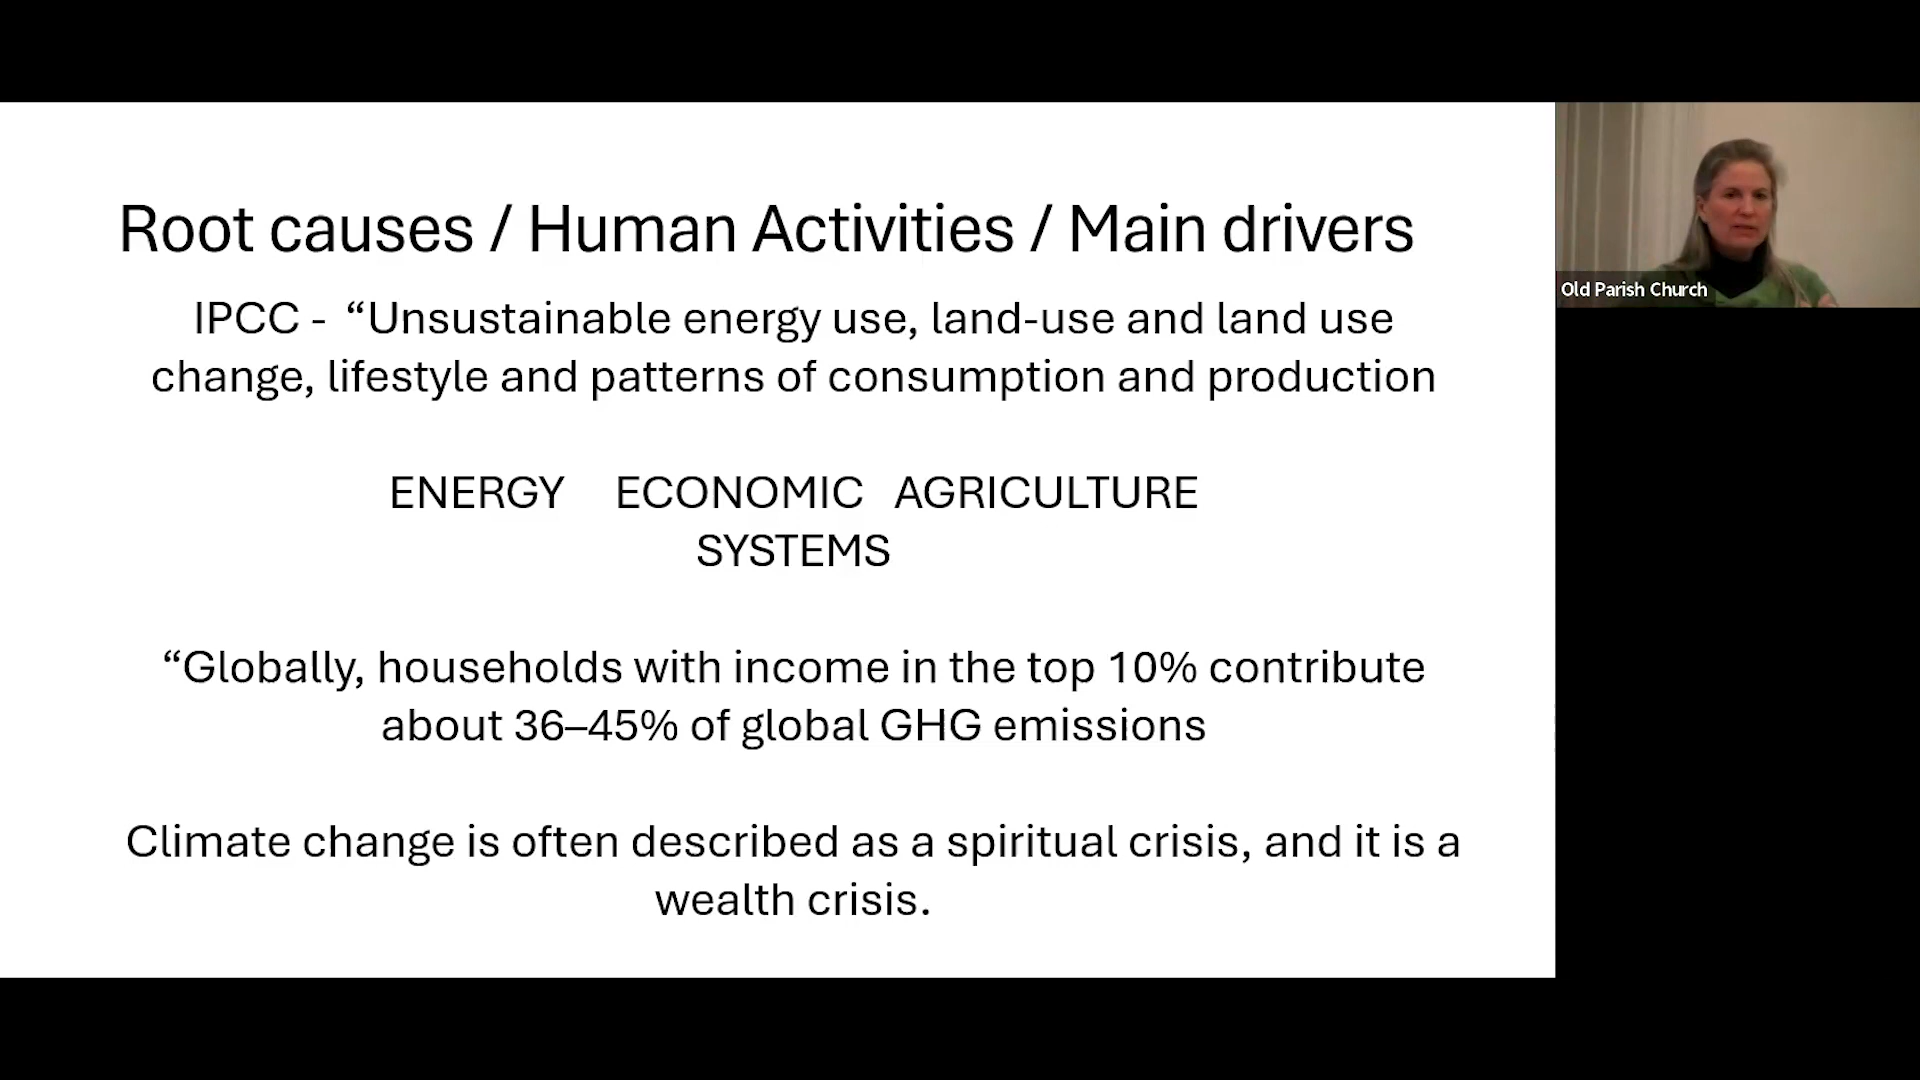 Root causes / Human Activities / Main drivers
IPCC - “Unsustainable energy use, land-use and land use
change, lifestyle and patterns of consumption and production
ENERGY ECONOMIC AGRICULTURE
SYSTEMS
“Globally, households with income in the top 10% contribute
about 36–45% of global GHG emissions
Climate change is often described as a spiritual crisis, and it is a
wealth crisis.
Old Parish Church